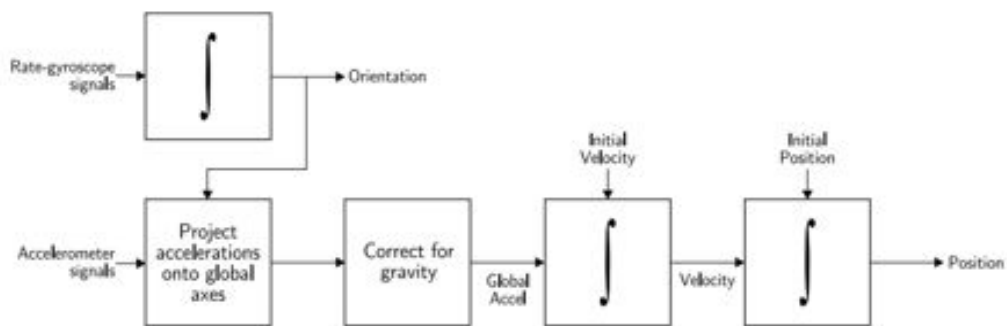 Rate-gyroscope
signals
∫
Orientation
Accelerometer
signals
Project
accelerations
onto global
axes
Correct for
gravity
Global
Accel
Initial
Velocity
∫
Velocity
Initial
Position
∫
Position